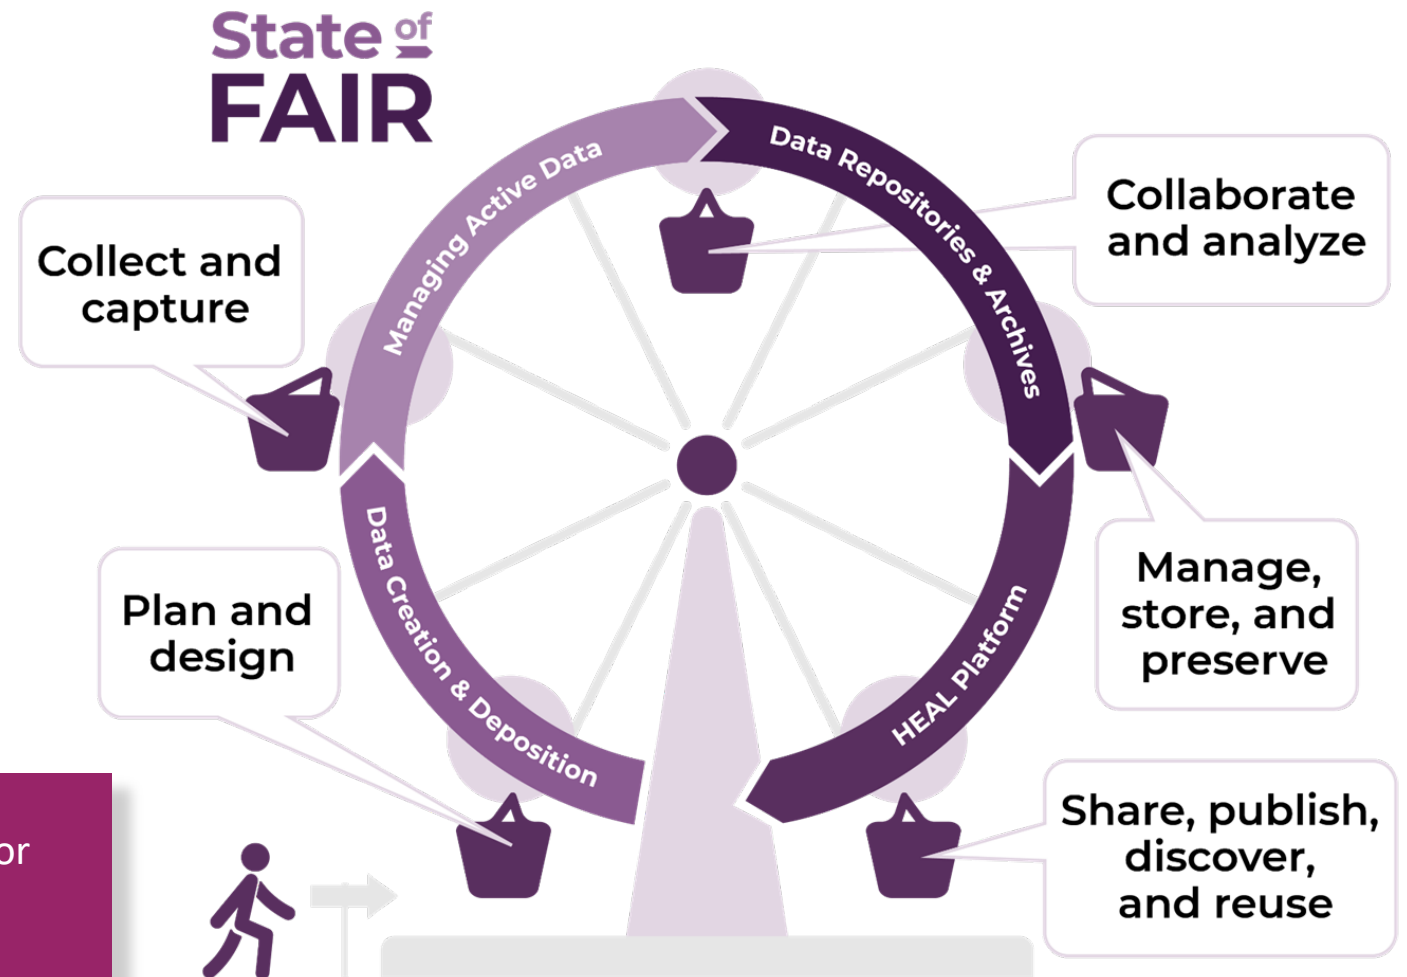 State of
FAIR
Managing Active Data
Data Repositories & Archives
Collaborate
and analyze
Collect and
capture
Data Creation & Deposition
HEAL Platform
Manage,
store, and
preserve
Plan and
design
Share, publish,
discover,
and reuse
or